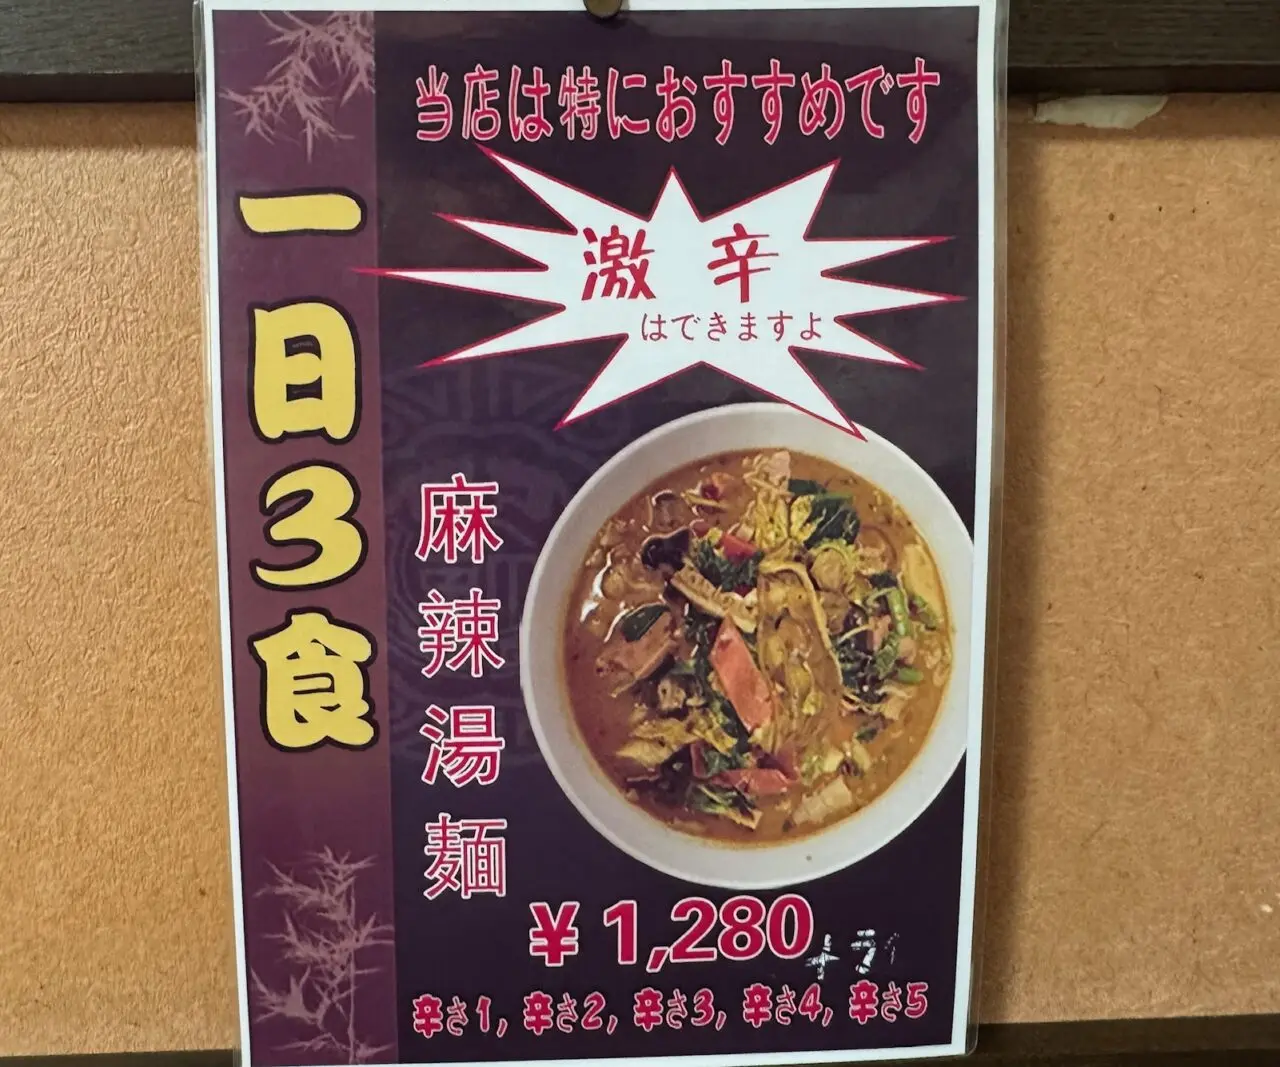 当店は特におすすめです
激辛
はできますよ
一日3食
麻辣湯麺
¥1,280
辛さ1, 辛さ2, 辛さ3, 辛さ4, 辛さ5